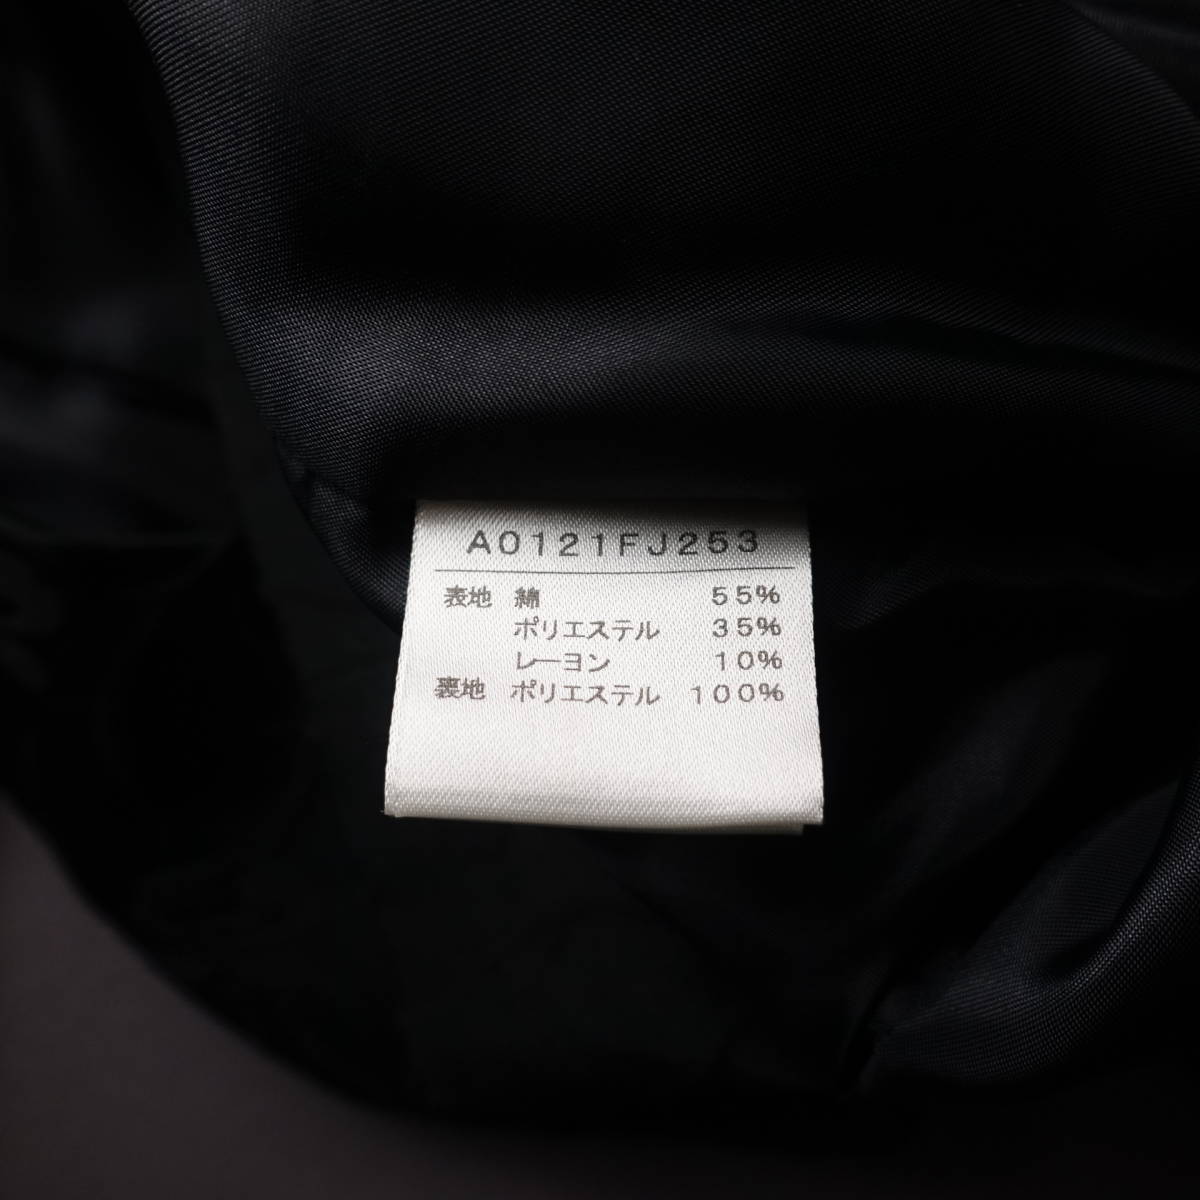 A0121FJ253
表地 綿 55%
ポリエステル 35%
レーヨン 10%
裏地 ポリエステル 100%